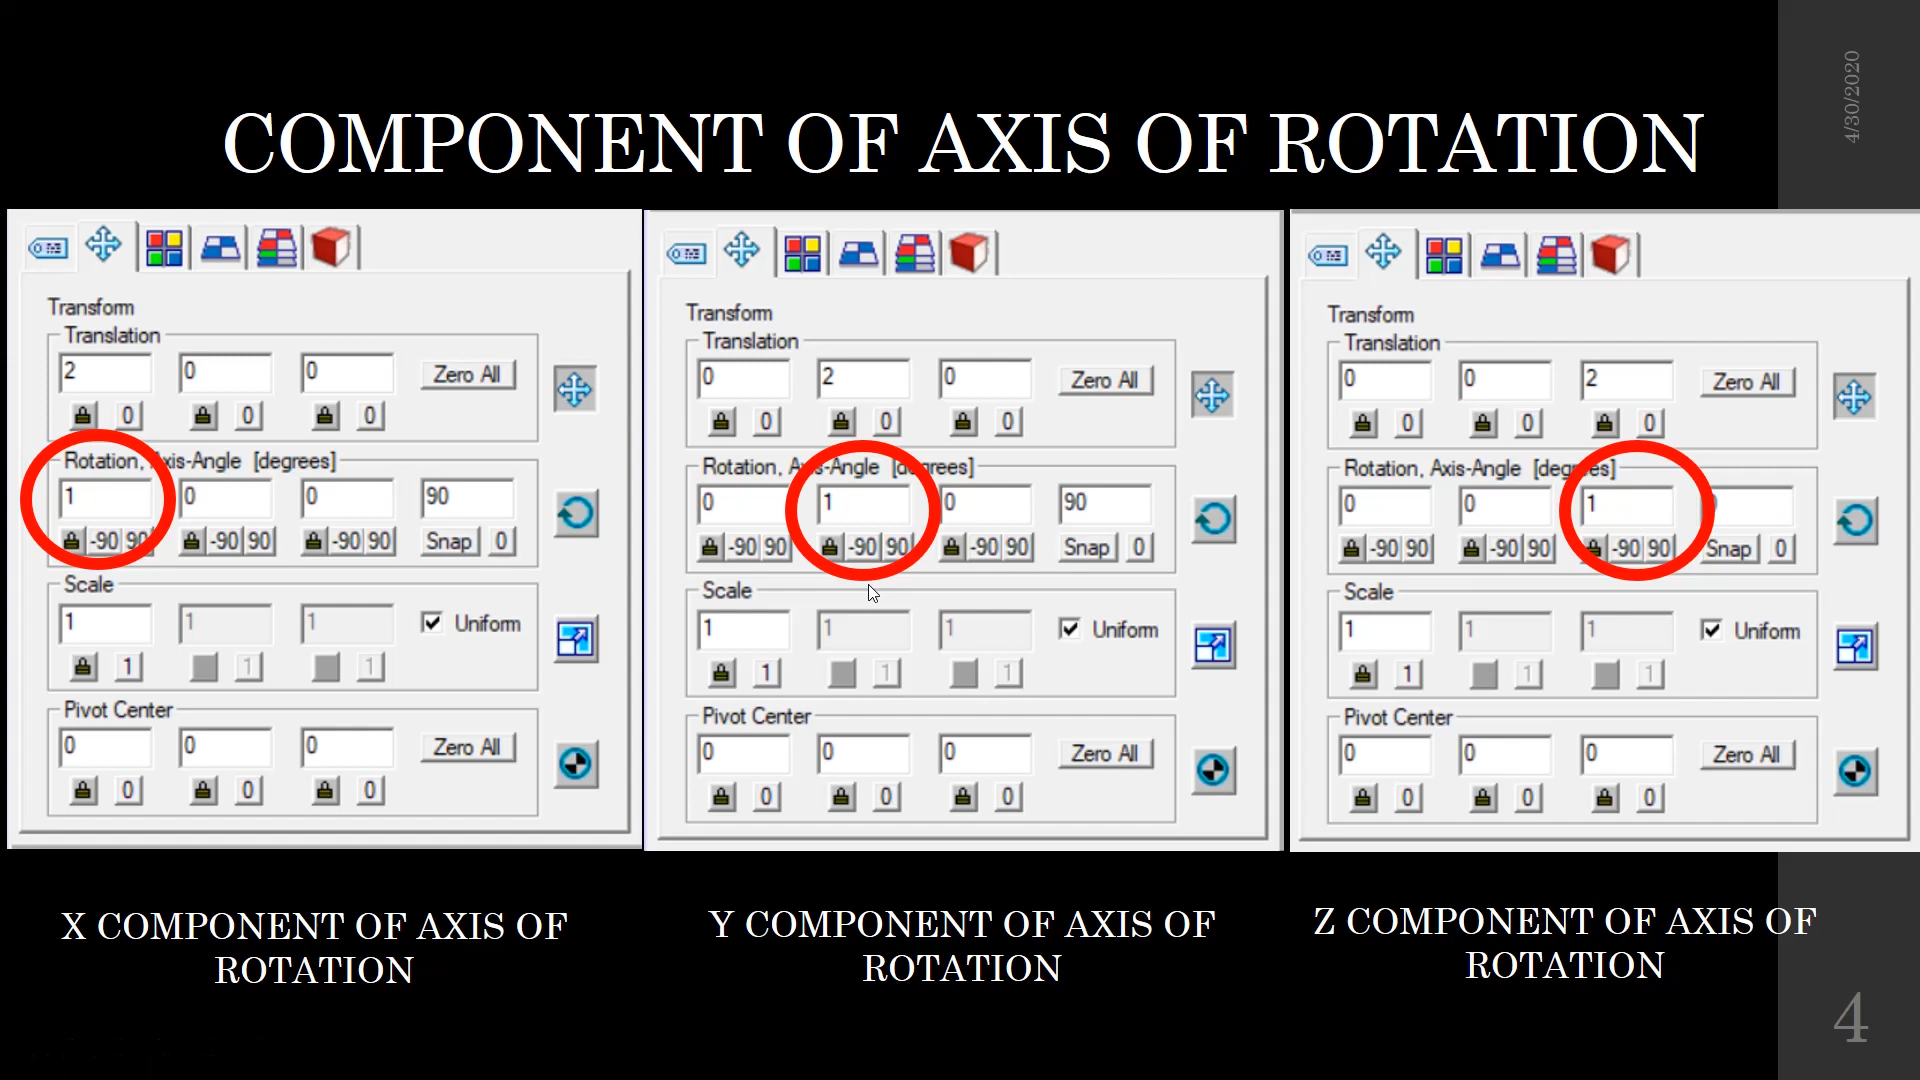 4/30/2020
COMPONENT OF AXIS OF ROTATION
Transform
Translation
2 0 0 Zero All
0 0 0
Rotation, Axis-Angle [degrees]
1 0 0 90
-90 90 -90 90 -90 90 Snap 0
Scale
1 1 1 Uniform
1 1 1
Pivot Center
0 0 0 Zero All
0 0 0
X COMPONENT OF AXIS OF
ROTATION
Transform
Translation
0 2 0 Zero All
0 0 0
Rotation, Axis-Angle [degrees]
0 1 0 90
-90 90 -90 90 -90 90 Snap 0
Scale
1 1 1 Uniform
1 1 1
Pivot Center
0 0 0 Zero All
0 0 0
Y COMPONENT OF AXIS OF
ROTATION
Transform
Translation
0 0 2 Zero All
0 0 0
Rotation, Axis-Angle [degrees]
0 0 1
-90 90 -90 90 -90 90 Snap 0
Scale
1 1 1 Uniform
1 1 1
Pivot Center
0 0 0 Zero All
0 0 0
Z COMPONENT OF AXIS OF
ROTATION
4